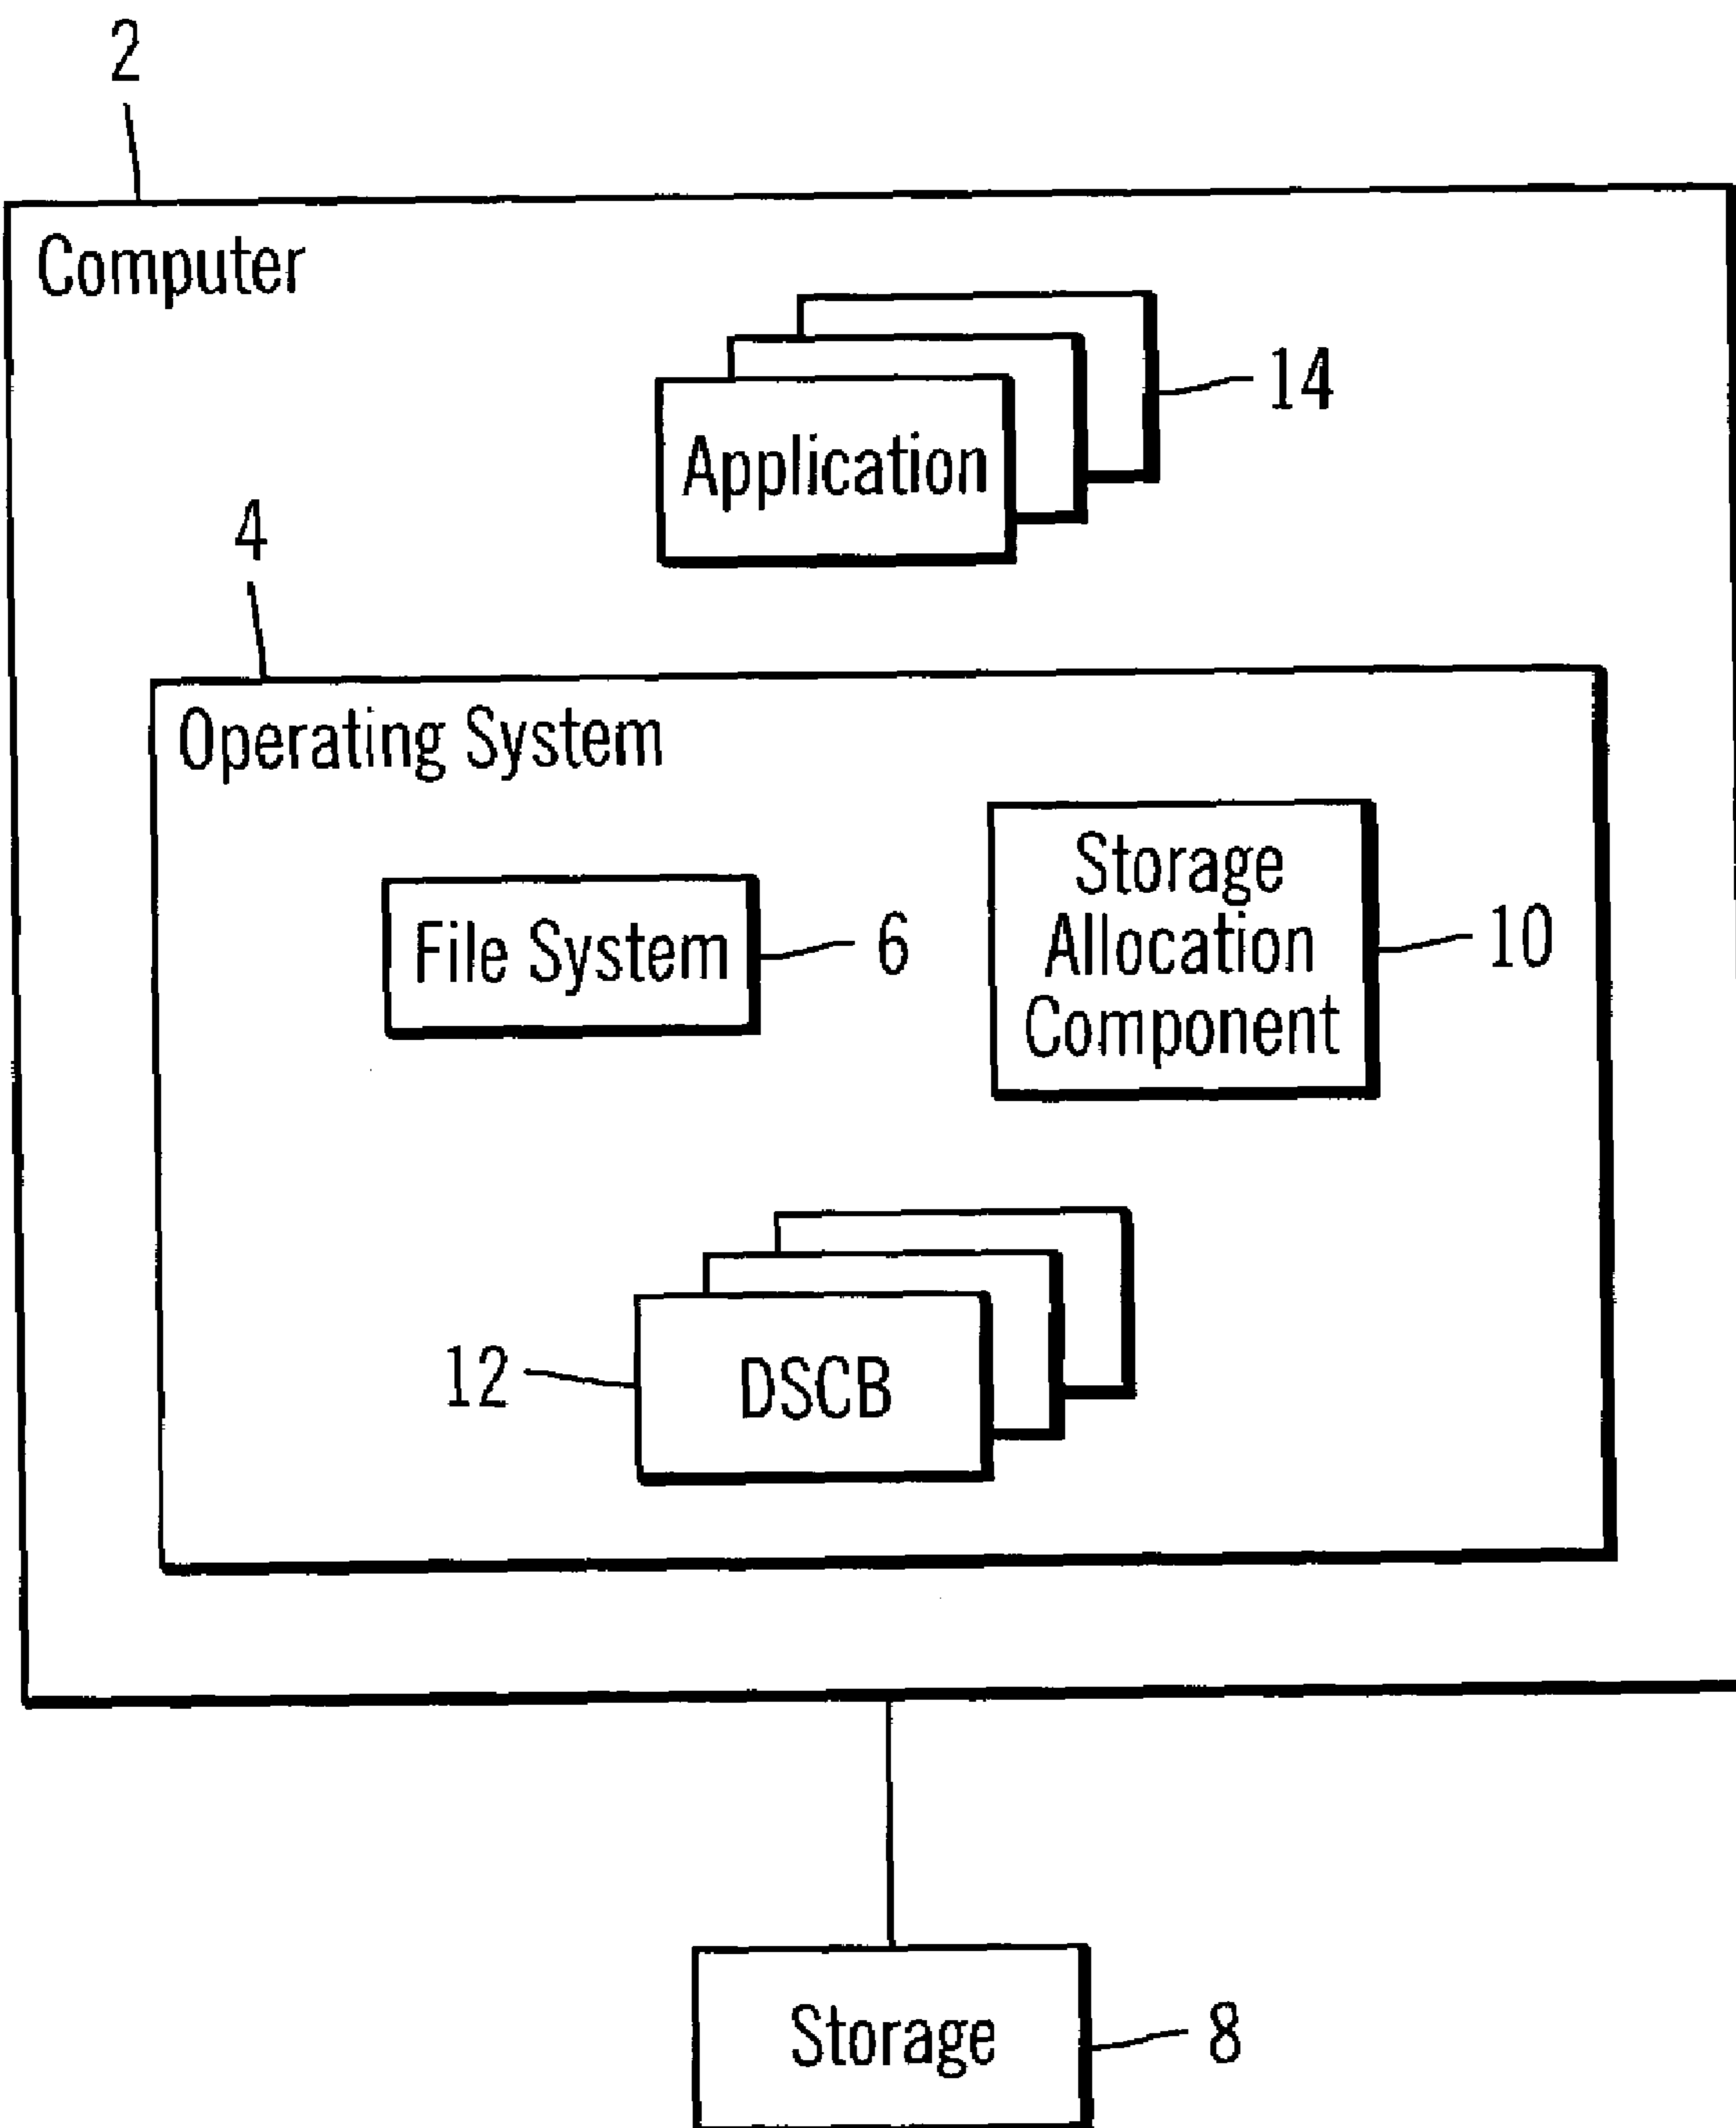 2
Computer
14
Application
4
Operating System
Storage
Allocation
Component
10
File System
6
12
DSCB
Storage
8